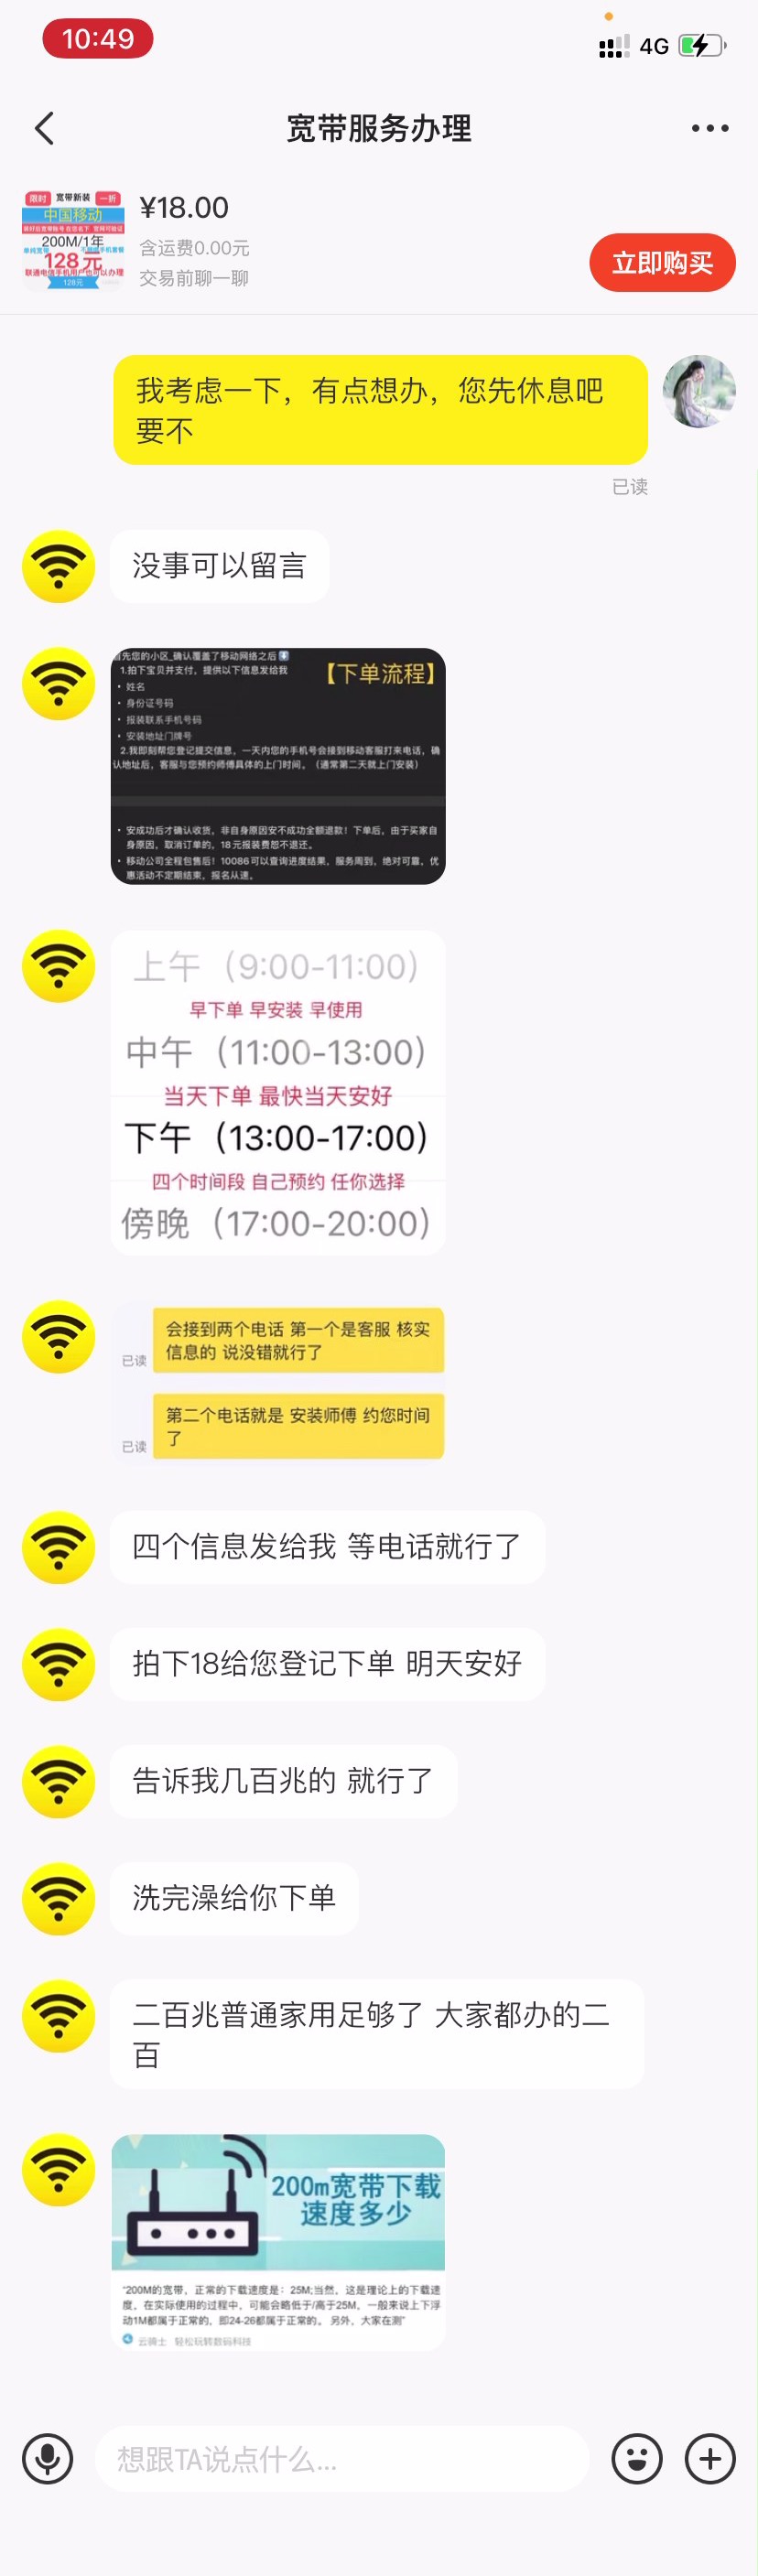 10:49
4G
宽带服务办理
限时 宽带新装 一折
中国移动
200M/1年
128元
联通电信手机用户也可以办理
128元
¥18.00
含运费0.00元
交易前聊一聊
立即购买
我考虑一下，有点想办，您先休息吧
要不
已读
没事可以留言
首先您的小区_确认覆盖了移动网络之后⬇️
【下单流程】
1.拍下宝贝并支付，提供以下信息发给我
• 姓名
• 身份证号码
• 报装联系手机号码
• 安装地址门牌号
2.我即刻帮您登记提交信息，一天内您的手机号会接到移动客服打来电话，确
认地址后，客服与您预约师傅具体的上门时间。（通常第二天就上门安装）
• 安成功后才确认收货，非自身原因安不成功全额退款！下单后，由于买家自
身原因，取消订单的，18元报装费恕不退还。
• 移动公司全程包售后！10086可以查询进度结果，服务周到，绝对可靠，优
惠活动不定期结束，报名从速。
上午（9:00-11:00）
早下单 早安装 早使用
中午（11:00-13:00）
当天下单 最快当天安好
下午（13:00-17:00）
四个时间段 自己预约 任你选择
傍晚（17:00-20:00）
会接到两个电话 第一个是客服 核实
信息的 说没错就行了
已读
第二个电话就是 安装师傅 约您时间
了
已读
四个信息发给我 等电话就行了
拍下18给您登记下单 明天安好
告诉我几百兆的 就行了
洗完澡给你下单
二百兆普通家用足够了 大家都办的二
百
200m宽带下载
速度多少
“200M的宽带，正常的下载速度是：25M;当然，这是理论上的下载速
度，在实际使用的过程中，可能会略低于/高于25M，一般来说上下浮
动1M都属于正常的，即24-26都属于正常的。另外，大家在测”
云骑士 轻松玩转数码科技
想跟TA说点什么...